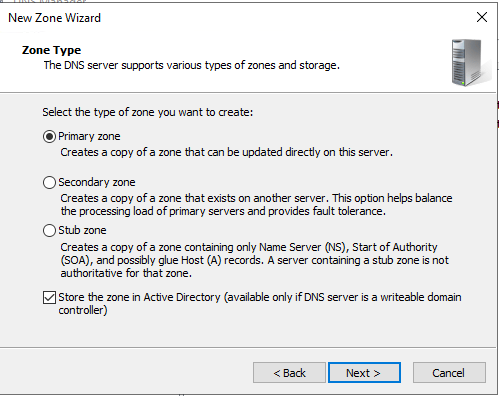 DNS Manager
New Zone Wizard
Zone Type
The DNS server supports various types of zones and storage.
Select the type of zone you want to create:
Primary zone
Creates a copy of a zone that can be updated directly on this server.
Secondary zone
Creates a copy of a zone that exists on another server. This option helps balance
the processing load of primary servers and provides fault tolerance.
Stub zone
Creates a copy of a zone containing only Name Server (NS), Start of Authority
(SOA), and possibly glue Host (A) records. A server containing a stub zone is not
authoritative for that zone.
Store the zone in Active Directory (available only if DNS server is a writeable domain
controller)
< Back
Next >
Cancel